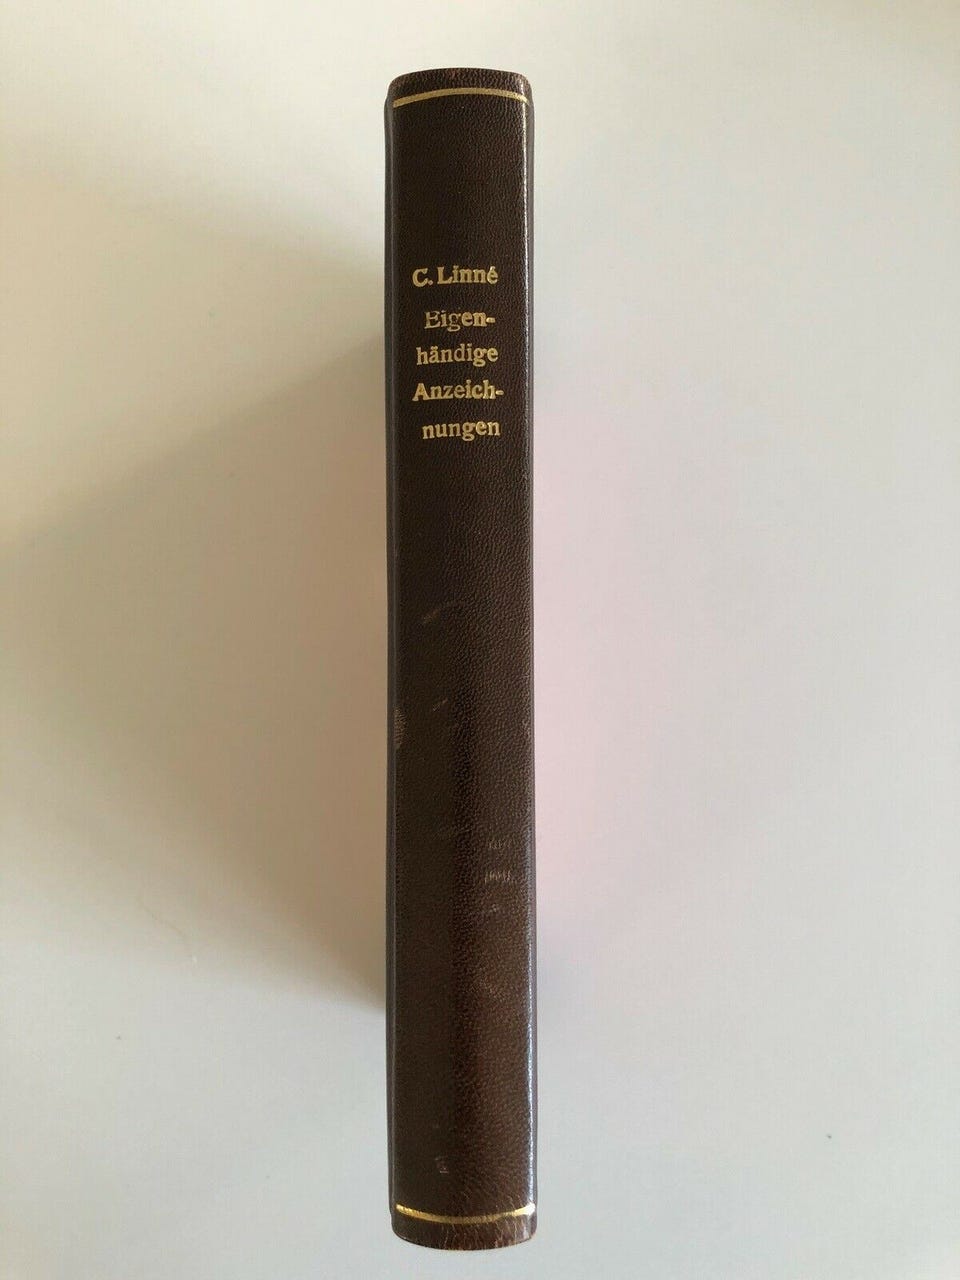 C. Linné
Eigen-
händige
Anzeich-
nungen